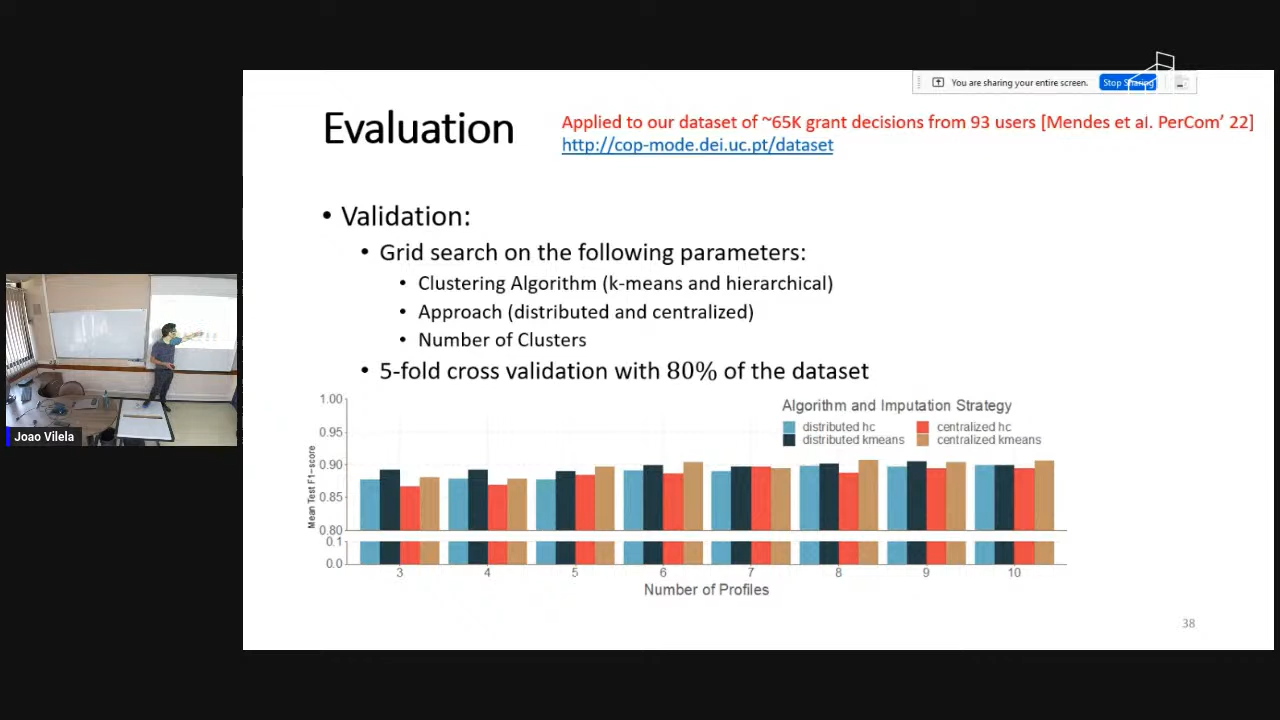 You are sharing your entire screen.
Stop Sharing
Evaluation
Applied to our dataset of ~65K grant decisions from 93 users [Mendes et al. PerCom’ 22]
http://cop-mode.dei.uc.pt/dataset
• Validation:
• Grid search on the following parameters:
• Clustering Algorithm (k-means and hierarchical)
• Approach (distributed and centralized)
• Number of Clusters
• 5-fold cross validation with 80% of the dataset
Joao Vilela
Algorithm and Imputation Strategy
distributed hc
centralized hc
distributed kmeans
centralized kmeans
Mean Test F1-score
1.00
0.95
0.90
0.85
0.80
0.1
0.0
3 4 5 6 7 8 9 10
Number of Profiles
38